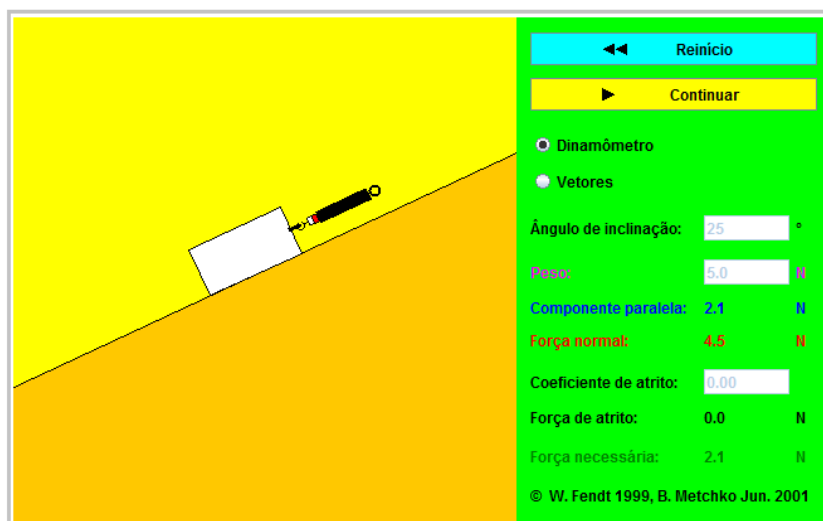 Reinício
Continuar
Dinamômetro
Vetores
Ângulo de inclinação: 25 °
Peso: 5.0 N
Componente paralela: 2.1 N
Força normal: 4.5 N
Coeficiente de atrito: 0.00
Força de atrito: 0.0 N
Força necessária: 2.1 N
© W. Fendt 1999, B. Metchko Jun. 2001